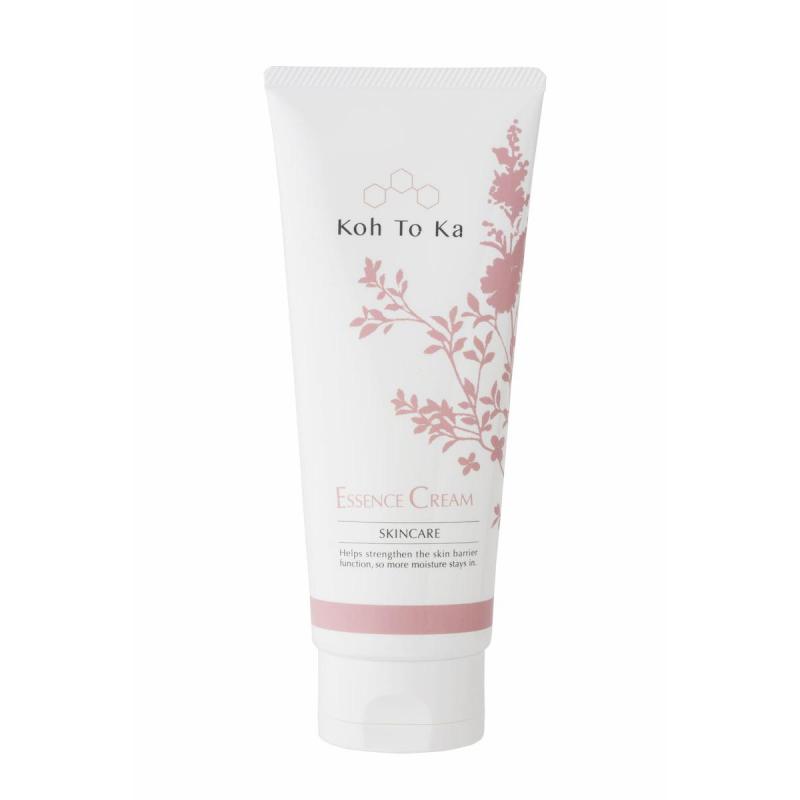 Koh To Ka
ESSENCE CREAM
SKINCARE
Helps strengthen the skin barrier
function, so more moisture stays in.